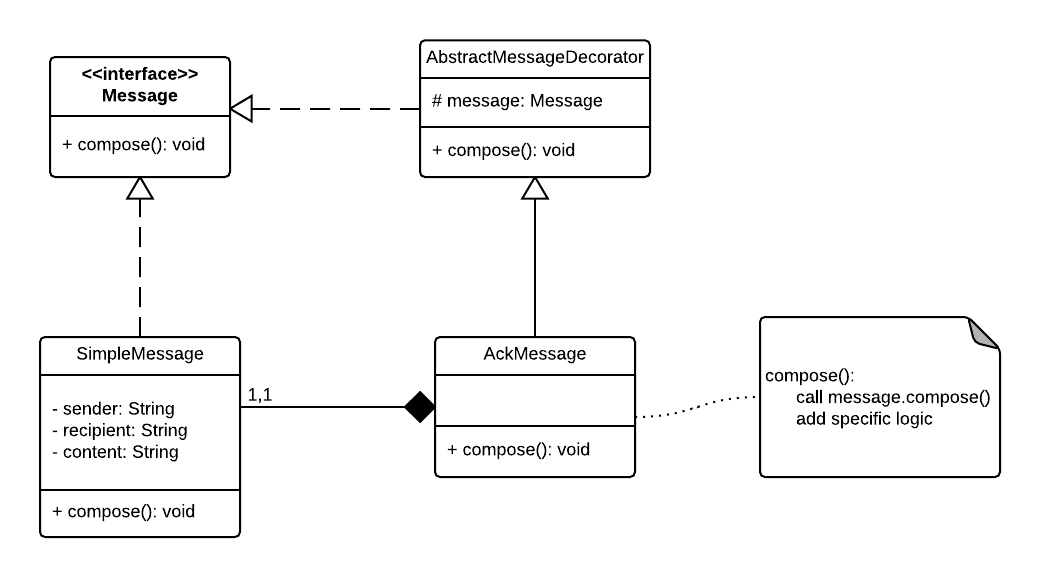 <<interface>>
Message
+ compose(): void
AbstractMessageDecorator
# message: Message
+ compose(): void
SimpleMessage
- sender: String
- recipient: String
- content: String
+ compose(): void
1,1
AckMessage
+ compose(): void
compose():
call message.compose()
add specific logic